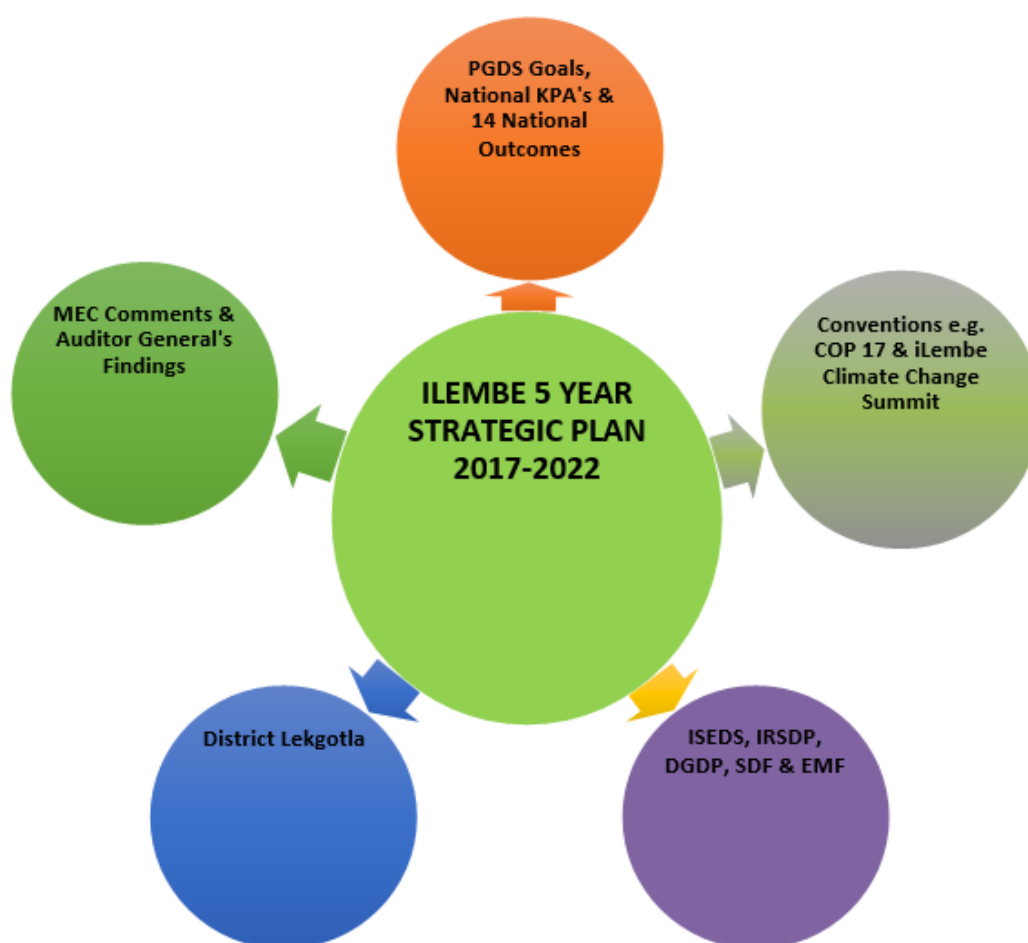 PGDS Goals,
National KPA's &
14 National
Outcomes
MEC Comments &
Auditor General's
Findings
Conventions e.g.
COP 17 & iLembe
Climate Change
Summit
ILEMBE 5 YEAR
STRATEGIC PLAN
2017-2022
District Lekgotla
ISEDS, IRSDP,
DGDP, SDF & EMF